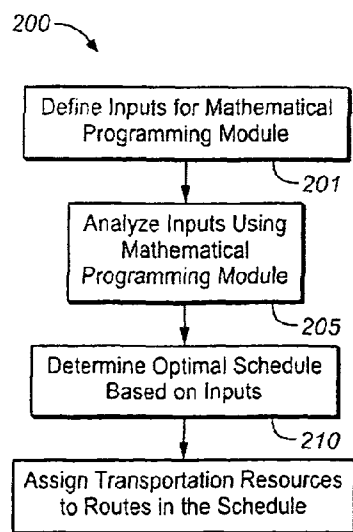 200
Define Inputs for Mathematical
Programming Module
201
Analyze Inputs Using
Mathematical
Programming Module
205
Determine Optimal Schedule
Based on Inputs
210
Assign Transportation Resources
to Routes in the Schedule